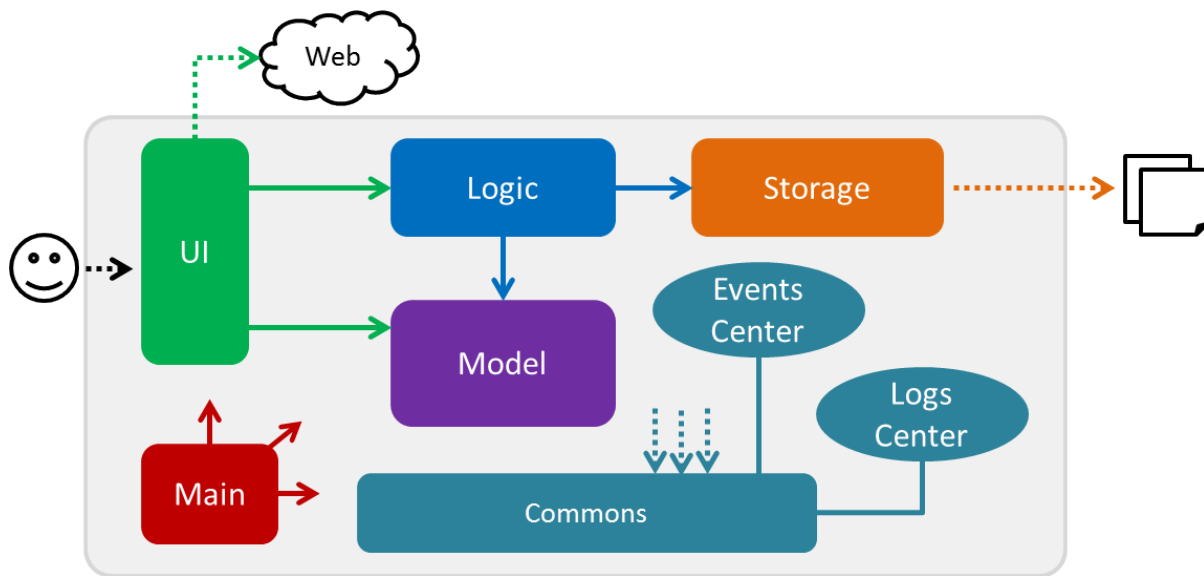 Web
UI
Logic
Storage
Model
Events
Center
Logs
Center
Main
Commons